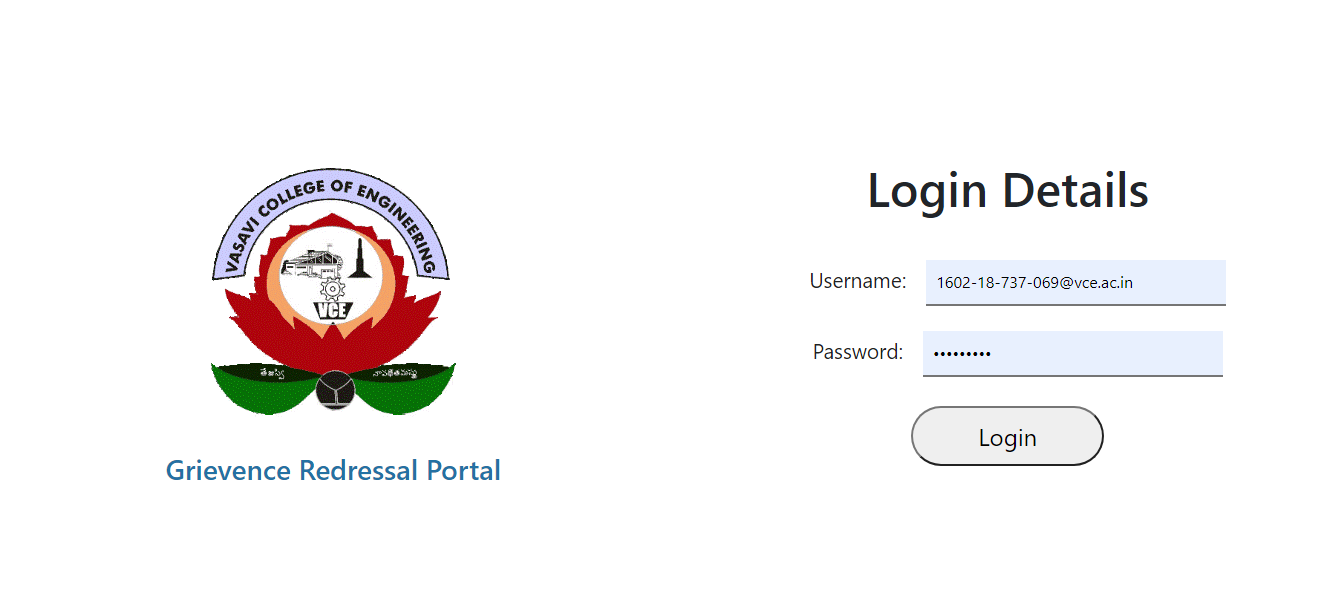 VASAVI COLLEGE OF ENGINEERING
VCE
Grievence Redressal Portal
Login Details
Username: 1602-18-737-069@vce.ac.in
Password: •••••••••
Login